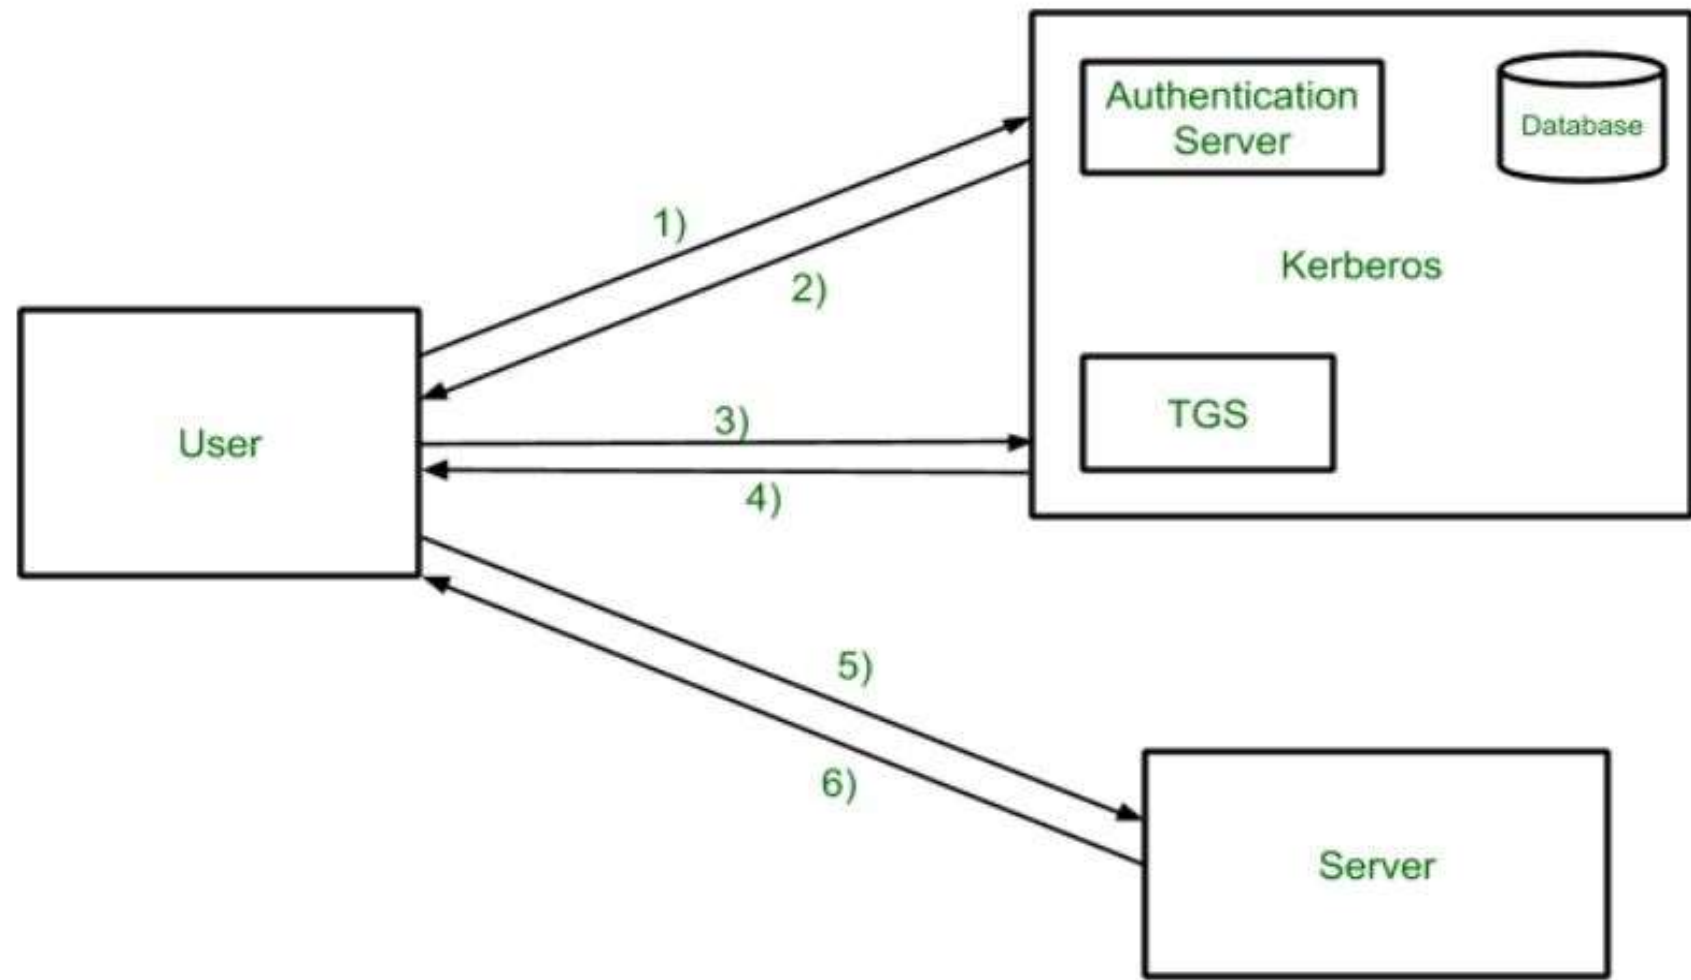 Authentication
Server
Database
1)
2)
Kerberos
User
3)
TGS
4)
5)
6)
Server